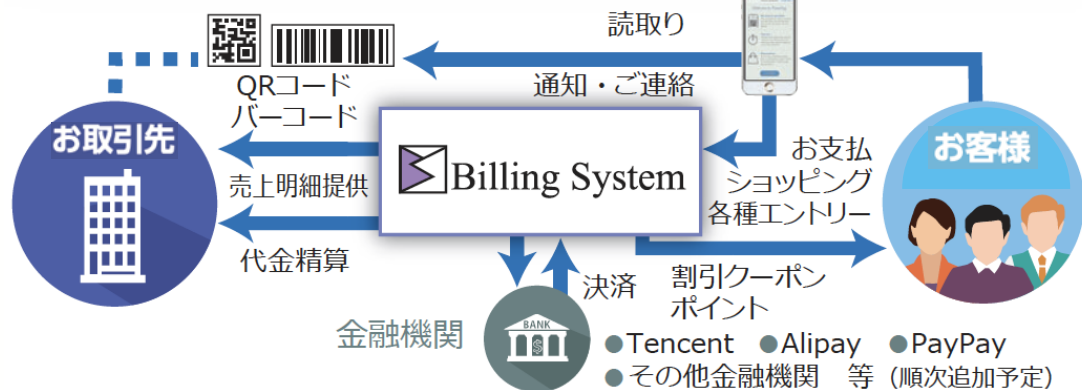 読取り
QRコード
バーコード
通知・ご連絡
お取引先
Billing System
お支払
ショッピング
各種エントリー
お客様
売上明細提供
代金精算
決済
割引クーポン
ポイント
金融機関
BANK
●Tencent ●Alipay ●PayPay
●その他金融機関 等 (順次追加予定)